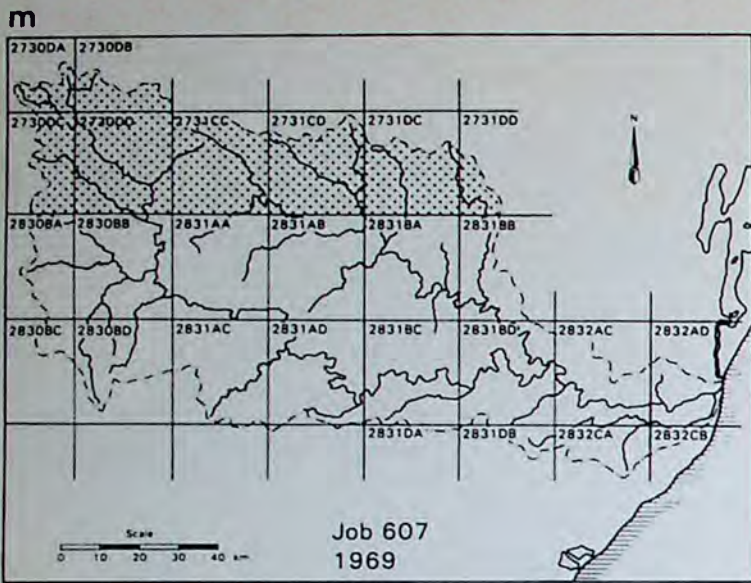 m
2730DA 2730DB
2730DC 2730DD 2731CC 2731CD 2731DC 2731DD
N
2830BA 2830BB 2831AA 2831AB 2831BA 2831BB
2830BC 2830BD 2831AC 2831AD 2831BC 2831BD 2832AC 2832AD
2831DA 2831DB 2832CA 2832CB
Scale
0 10 20 30 40 km
Job 607
1969